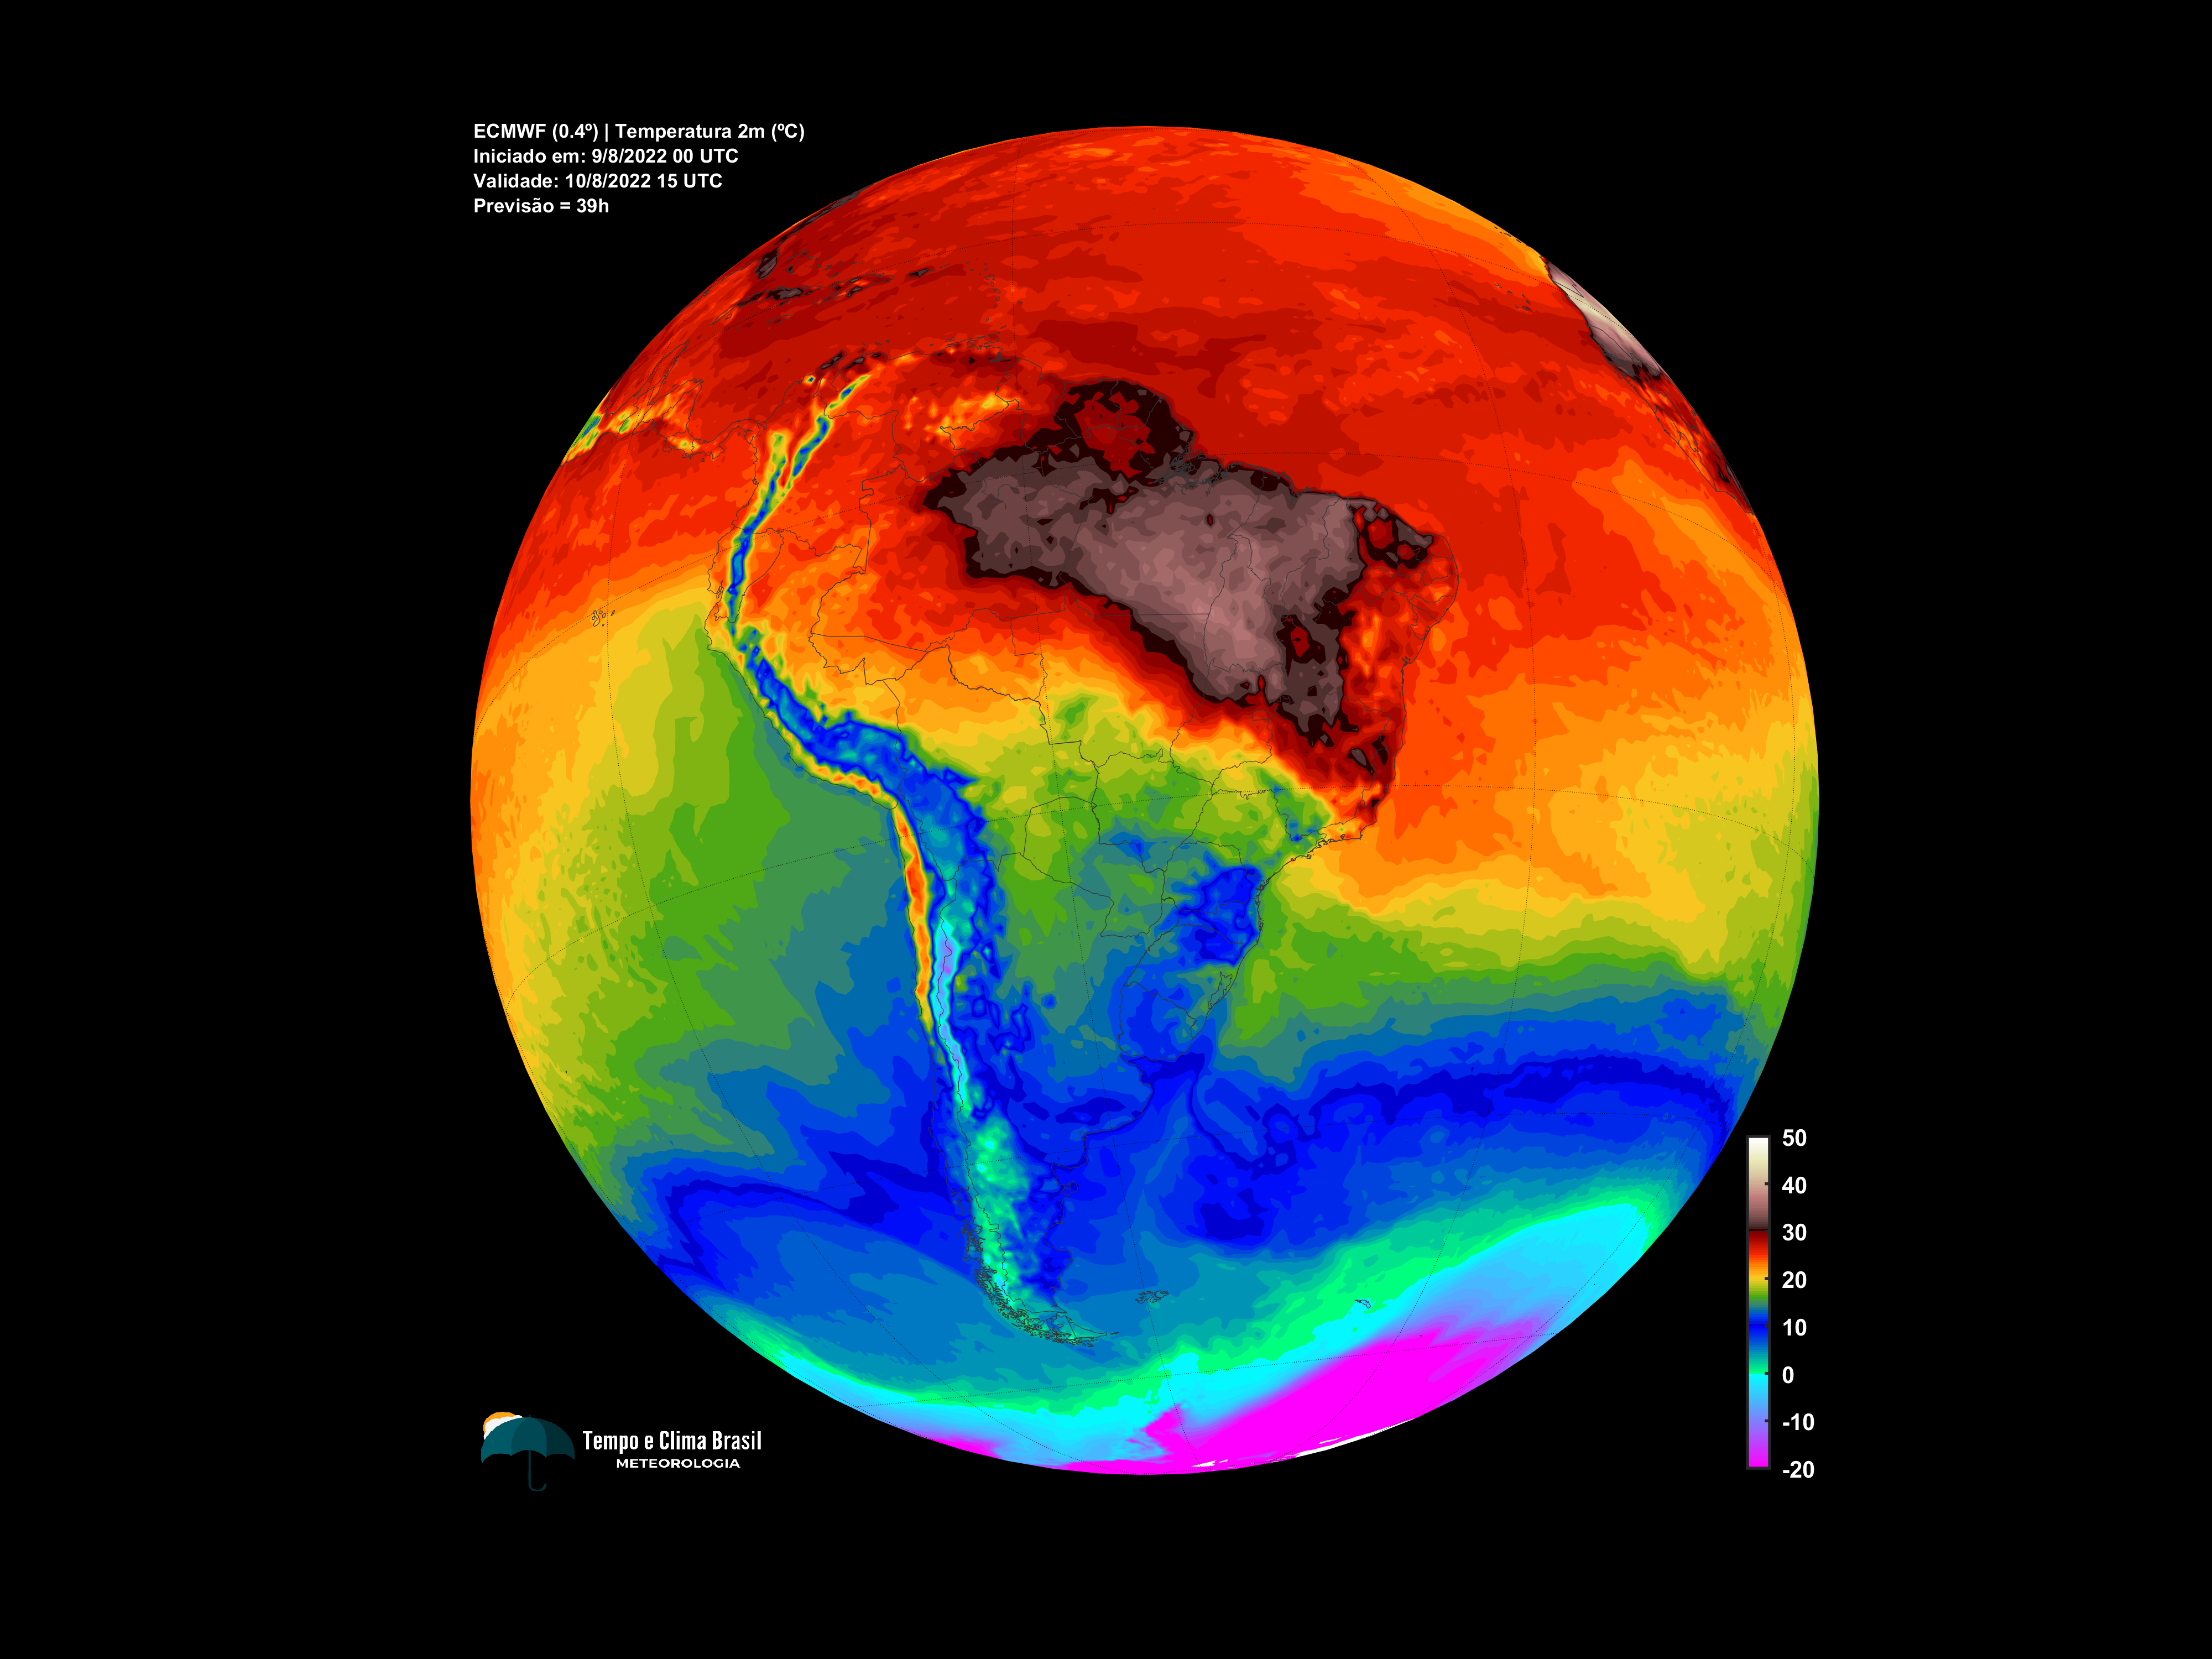 ECMWF (0.4º) | Temperatura 2m (ºC)
Iniciado em: 9/8/2022 00 UTC
Validade: 10/8/2022 15 UTC
Previsão = 39h
50
40
30
20
10
0
-10
-20
Tempo e Clima Brasil
METEOROLOGIA